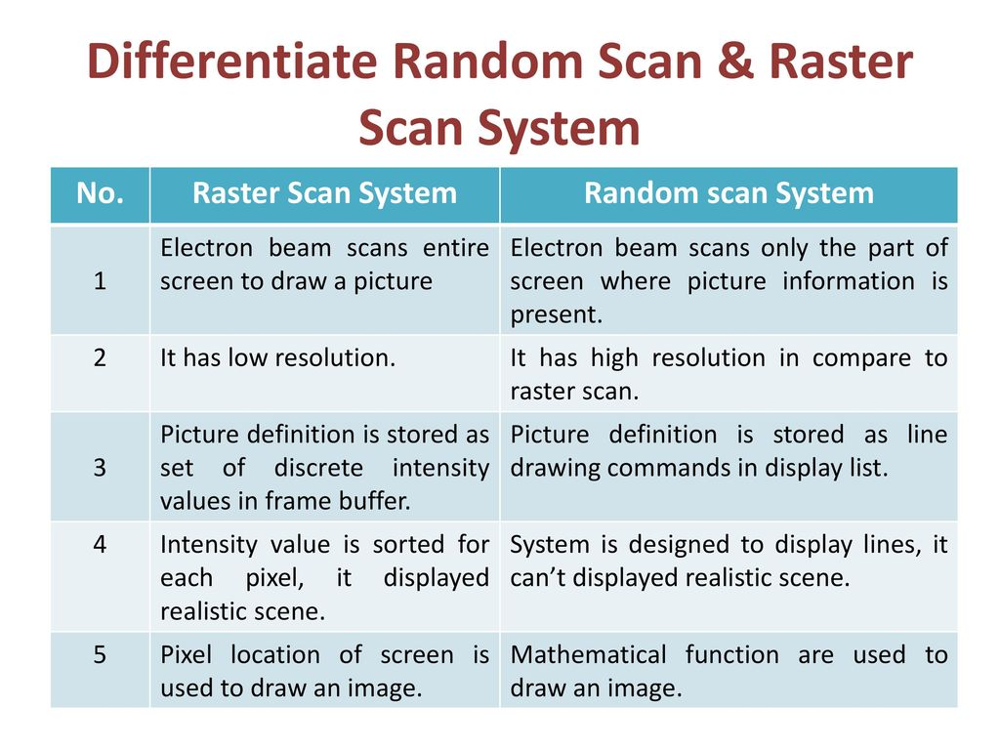 Differentiate Random Scan & Raster
Scan System
No.
Raster Scan System
Random scan System
1
Electron beam scans entire
screen to draw a picture
Electron beam scans only the part of
screen where picture information is
present.
2
It has low resolution.
It has high resolution in compare to
raster scan.
3
Picture definition is stored as
set of discrete intensity
values in frame buffer.
Picture definition is stored as line
drawing commands in display list.
4
Intensity value is sorted for
each pixel, it displayed
realistic scene.
System is designed to display lines, it
can’t displayed realistic scene.
5
Pixel location of screen is
used to draw an image.
Mathematical function are used to
draw an image.